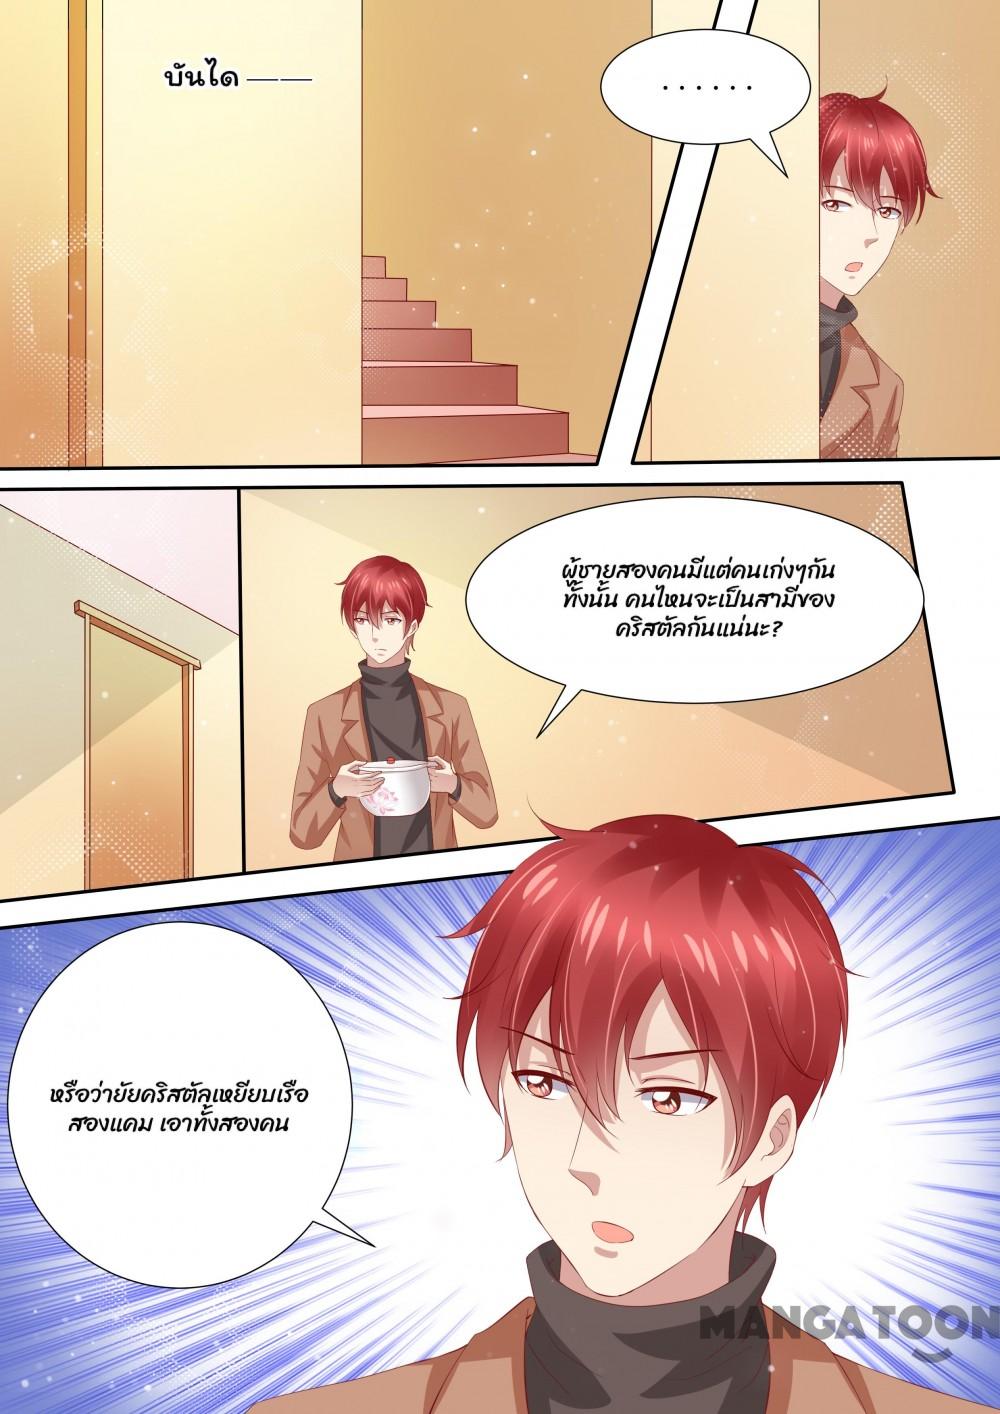 บันได ——
......
ผู้ชายสองคนมีแต่คนเก่งๆกัน
ทั้งนั้น คนไหนจะเป็นสามีของ
คริสตัลกันแน่นะ?
หรือว่ายัยคริสตัลเหยียบเรือ
สองแคม เอาทั้งสองคน
MANGATOON